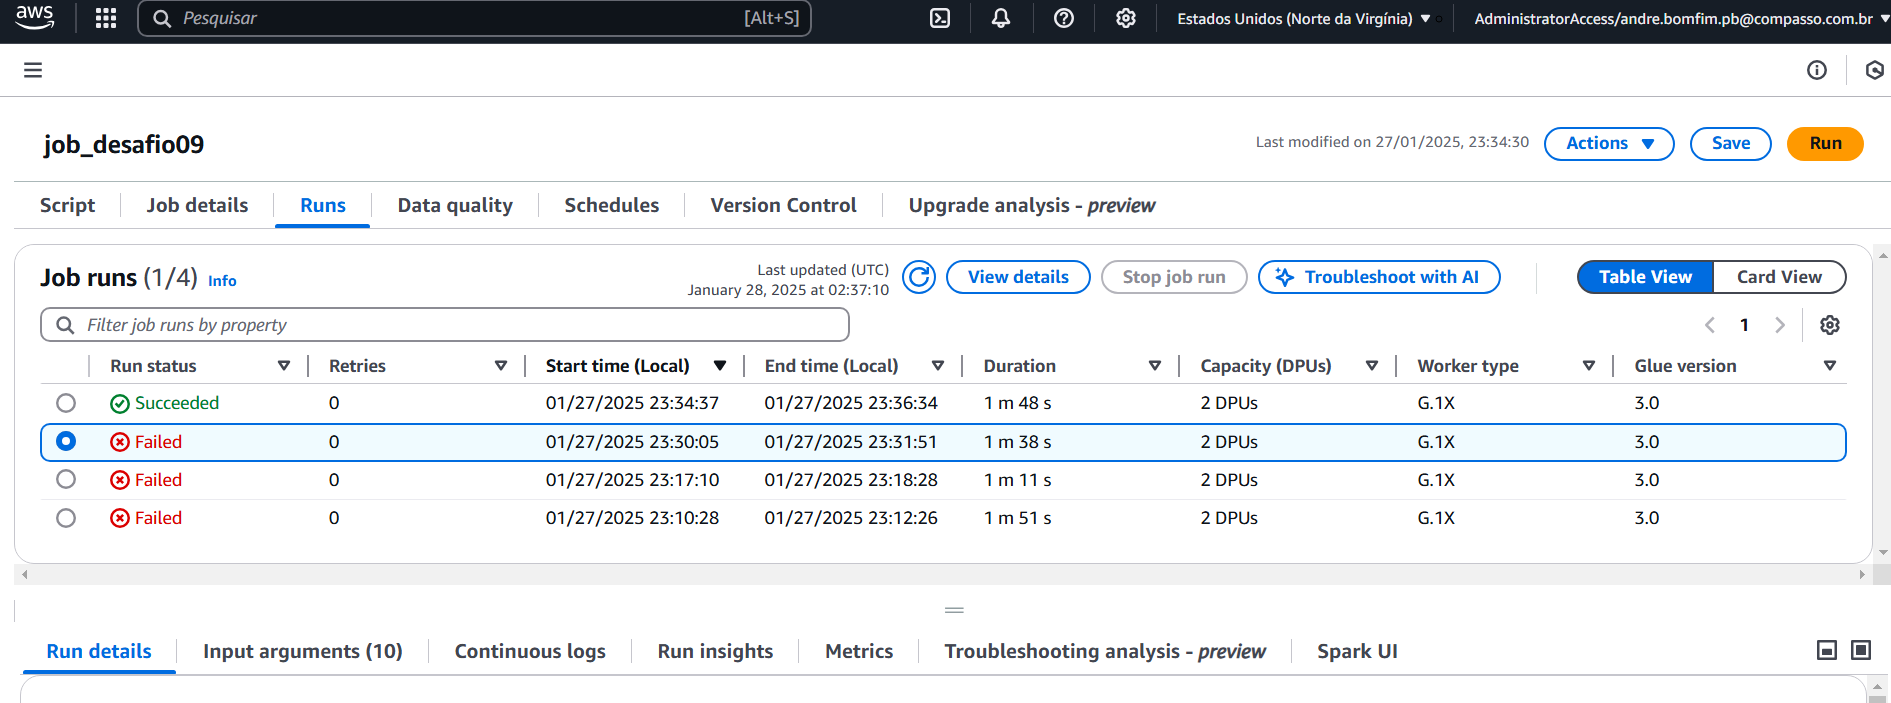 aws
Pesquisar [Alt+S] Estados Unidos (Norte da Virgínia) AdministratorAccess/andre.bomfim.pb@compasso.com.br
job_desafio09 Last modified on 27/01/2025, 23:34:30 Actions Save Run
Script Job details Runs Data quality Schedules Version Control Upgrade analysis - preview
Job runs (1/4) Info Last updated (UTC) January 28, 2025 at 02:37:10 View details Stop job run Troubleshoot with AI Table View Card View
Filter job runs by property 1
Run status Retries Start time (Local) End time (Local) Duration Capacity (DPUs) Worker type Glue version
Succeeded 0 01/27/2025 23:34:37 01/27/2025 23:36:34 1 m 48 s 2 DPUs G.1X 3.0
Failed 0 01/27/2025 23:30:05 01/27/2025 23:31:51 1 m 38 s 2 DPUs G.1X 3.0
Failed 0 01/27/2025 23:17:10 01/27/2025 23:18:28 1 m 11 s 2 DPUs G.1X 3.0
Failed 0 01/27/2025 23:10:28 01/27/2025 23:12:26 1 m 51 s 2 DPUs G.1X 3.0
Run details Input arguments (10) Continuous logs Run insights Metrics Troubleshooting analysis - preview Spark UI